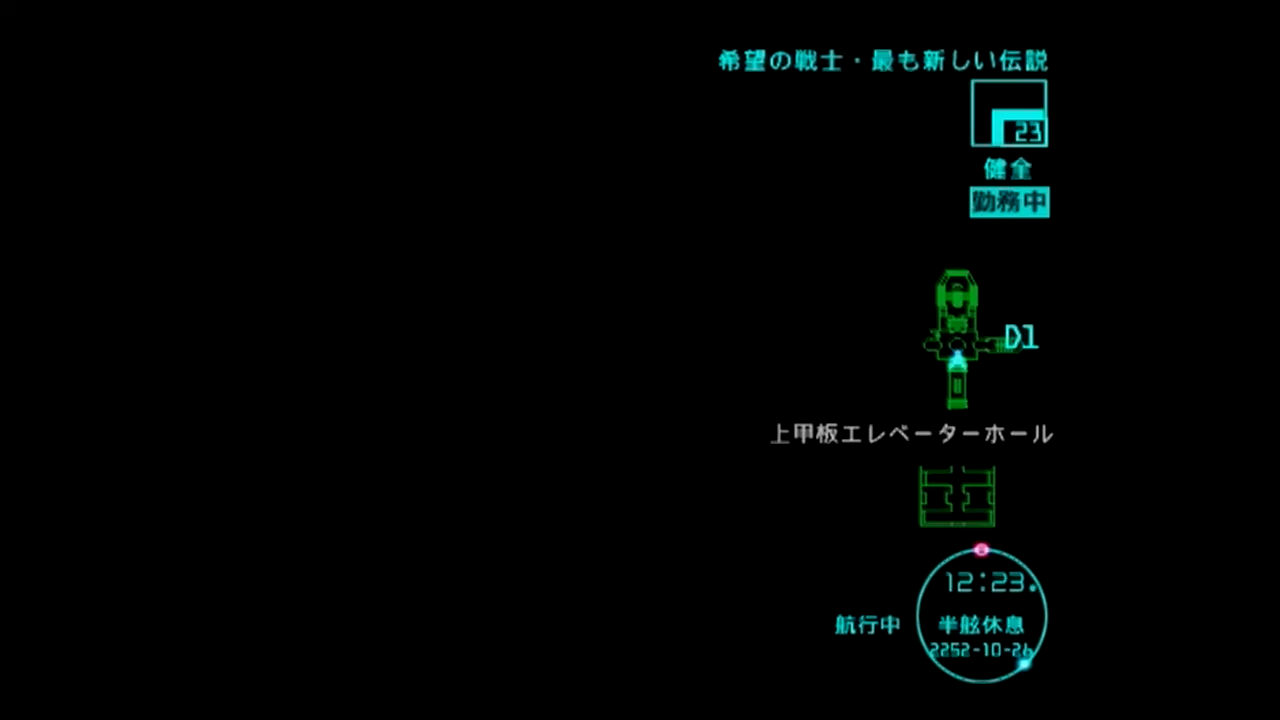 希望の戦士・最も新しい伝説
23
健全
勤務中
D1
上甲板エレベーターホール
12:23
航行中
半舷休息
2252-10-26